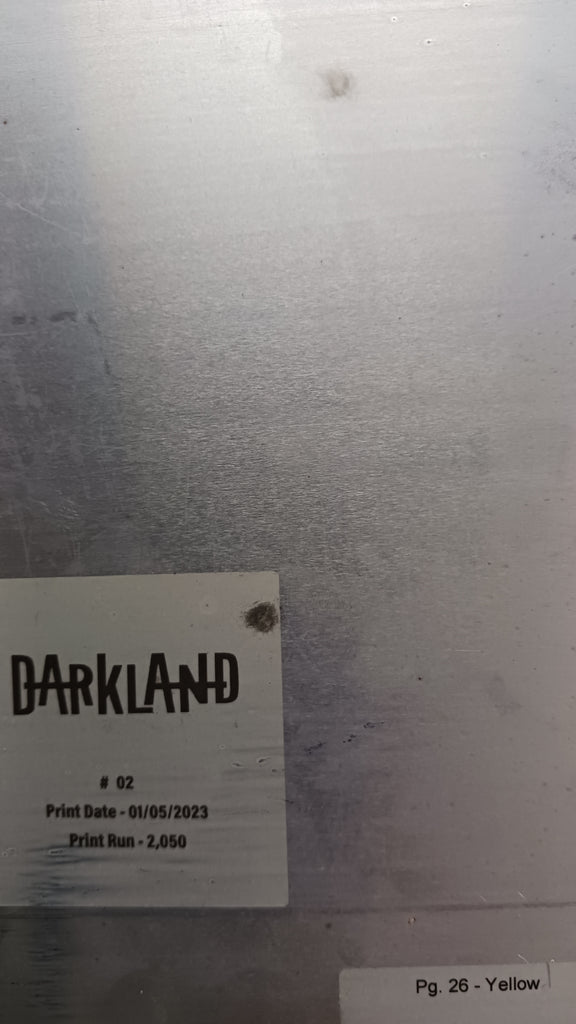 DARKLAND
# 02
Print Date - 01/05/2023
Print Run - 2,050
Pg. 26 - Yellow